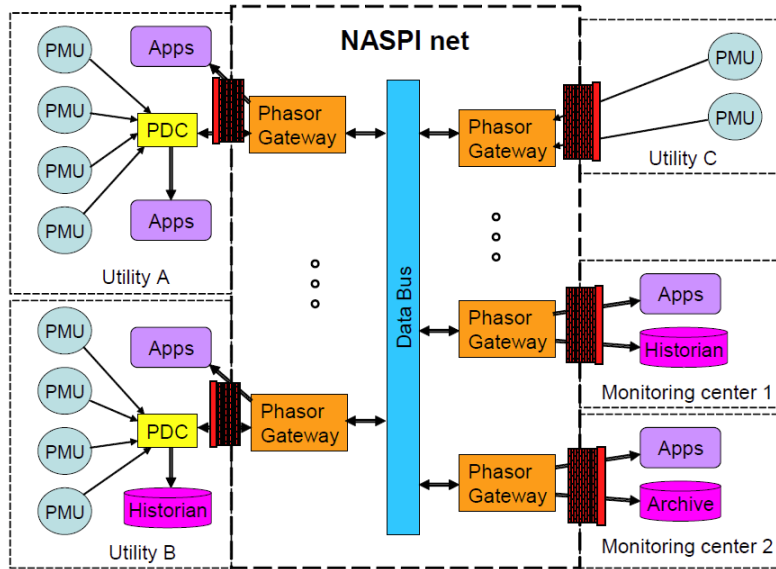 NASPI net
PMU
PMU
PMU
PMU
Apps
PDC
Apps
Utility A
Phasor
Gateway
PMU
PMU
PMU
PMU
Apps
PDC
Historian
Utility B
Phasor
Gateway
Data Bus
Phasor
Gateway
PMU
PMU
Utility C
Phasor
Gateway
Apps
Historian
Monitoring center 1
Phasor
Gateway
Apps
Archive
Monitoring center 2